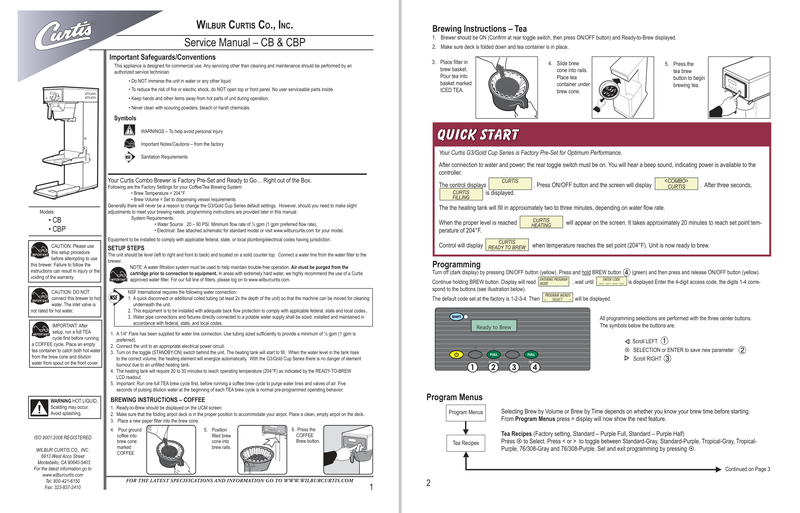 Curtis
WILBUR CURTIS CO., INC.
Service Manual – CB & CBP
Important Safeguards/Conventions
This appliance is designed for commercial use. Any servicing other than cleaning and maintenance should be performed by an
authorized service technician.
• Do NOT immerse the unit in water or any other liquid
• To reduce the risk of fire or electric shock, do NOT open top or front panel. No user serviceable parts inside.
• Keep hands and other items away from hot parts of unit during operation.
• Never clean with scouring powders, bleach or harsh chemicals.
Symbols
WARNINGS – To help avoid personal injury
Important Notes/Cautions – from the factory
Sanitation Requirements
Models:
• CB
• CBP
CAUTION: Please use
this setup procedure
before attempting to use
this brewer. Failure to follow the
instructions can result in injury or the
voiding of the warranty.
CAUTION: DO NOT
connect this brewer to hot
water. The inlet valve is
not rated for hot water.
IMPORTANT: After
setup, run a full TEA
cycle first before running
a COFFEE cycle. Place an empty
tea container to catch both hot water
from the brew cone and dilution
water from spout on the front cover.
WARNING HOT LIQUID,
Scalding may occur.
Avoid splashing.
ISO 9001:2008 REGISTERED
WILBUR CURTIS CO., INC.
6913 West Acco Street
Montebello, CA 90640-5403
For the latest information go to
www.wilburcurtis.com
Tel: 800-421-6150
Fax: 323-837-2410
Your Curtis Combo Brewer is Factory Pre-Set and Ready to Go… Right out of the Box.
Following are the Factory Settings for your Coffee/Tea Brewing System:
• Brew Temperature = 204°F
• Brew Volume = Set to dispensing vessel requirements
Generally there will never be a reason to change the G3/Gold Cup Series default settings. However, should you need to make slight
adjustments to meet your brewing needs, programming instructions are provided later in this manual.
System Requirements:
• Water Source 20 – 90 PSI. Minimum flow rate of ½ gpm (1 gpm preferred flow rate).
• Electrical: See attached schematic for standard model or visit www.wilburcurtis.com for your model.
Equipment to be installed to comply with applicable federal, state, or local plumbing/electrical codes having jurisdiction.
SETUP STEPS
The unit should be level (left to right and front to back) and located on a solid counter top. Connect a water line from the water filter to the
brewer.
NOTE: A water filtration system must be used to help maintain trouble-free operation. Air must be purged from the
cartridge prior to connection to equipment. In areas with extremely hard water, we highly recommend the use of a Curtis
approved water filter. For our full line of filters, please log on to www.wilburcurtis.com.
NSF International requires the following water connection:
1. A quick disconnect or additional coiled tubing (at least 2x the depth of the unit) so that the machine can be moved for cleaning
underneath the unit.
2. This equipment is to be installed with adequate back flow protection to comply with applicable federal, state and local codes.
3. Water pipe connections and fixtures directly connected to a potable water supply shall be sized, installed and maintained in
accordance with federal, state, and local codes.
1. A 1/4" Flare has been supplied for water line connection. Use tubing sized sufficiently to provide a minimum of ½ gpm (1 gpm is
preferred).
2. Connect the unit to an appropriate electrical power circuit.
3. Turn on the toggle (STANDBY/ON) switch behind the unit; The heating tank will start to fill. When the water level in the tank rises
to the correct volume, the heating element will energize automatically. With the G3/Gold Cup Series there is no danger of element
burnout due to an unfilled heating tank.
4. The heating tank will require 20 to 30 minutes to reach operating temperature (204°F) as indicated by the READY-TO-BREW
LCD readout.
5. Important: Run one full TEA brew cycle first, before running a coffee brew cycle to purge water lines and valves of air. Five
seconds of pulsing dilution water at the beginning of each TEA brew cycle is normal pre-programmed operating behavior.
BREWING INSTRUCTIONS – COFFEE
1. Ready-to-Brew should be displayed on the UCM screen.
2. Make sure that the folding airpot deck is in the proper position to accommodate your airpot. Place a clean, empty airpot on the deck.
3. Place a new paper filter into the brew cone.
4. Pour ground
coffee into
brew cone
marked
COFFEE
5. Position
filled brew
cone into
brew rails.
6. Press the
COFFEE
Brew button.
FOR THE LATEST SPECIFICATIONS AND INFORMATION GO TO WWW.WILBURCURTIS.COM
1
Brewing Instructions – Tea
1. Brewer should be ON (Confirm at rear toggle switch, then press ON/OFF button) and Ready-to-Brew displayed.
2. Make sure deck is folded down and tea container is in place.
3. Place filter in
brew basket.
Pour tea into
basket marked
ICED TEA.
4. Slide brew
cone into rails.
Place tea
container under
brew cone.
5. Press the
tea brew
button to begin
brewing tea.
QUICK START
Your Curtis G3/Gold Cup Series is Factory Pre-Set for Optimum Performance.
After connection to water and power; the rear toggle switch must be on. You will hear a beep sound, indicating power is available to the
controller.
The control displays CURTIS . Press ON/OFF button and the screen will display <COMBO> CURTIS . After three seconds,
CURTIS FILLING is displayed.
The the heating tank will fill in approximately two to three minutes, depending on water flow rate.
When the proper level is reached CURTIS HEATING will appear on the screen. It takes approximately 20 minutes to reach set point tem-
perature of 204°F.
Control will display CURTIS READY TO BREW when temperature reaches the set point (204°F). Unit is now ready to brew.
Programming
Turn off (dark display) by pressing ON/OFF button (yellow). Press and hold BREW button 4 (green) and then press and release ON/OFF button (yellow).
Continue holding BREW button. Display will read ENTERING PROGRAM MODE , wait until ENTER CODE is displayed Enter the 4-digit access code, the digits 1-4 corre-
spond to the buttons (see illustration below).
The default code set at the factory is 1-2-3-4. Then PROGRAM MENUS < SELECT > will be displayed.
Ready to Brew
FULL
FULL
1 2 3 4
All programming selections are performed with the three center buttons.
The symbols below the buttons are:
Scroll LEFT 1
SELECTION or ENTER to save new parameter 2
Scroll RIGHT 3
Program Menus
Program Menus
Selecting Brew by Volume or Brew by Time depends on whether you know your brew time before starting.
From Program Menus press > display will now show the next feature.
Tea Recipes
Tea Recipes (Factory setting, Standard – Purple Full, Standard – Purple Half)
Press ⊙ to Select, Press < or > to toggle between Standard-Gray, Standard-Purple, Tropical-Gray, Tropical-
Purple, 76/308-Gray and 76/308-Purple. Set and exit programming by pressing ⊙.
Continued on Page 3
2